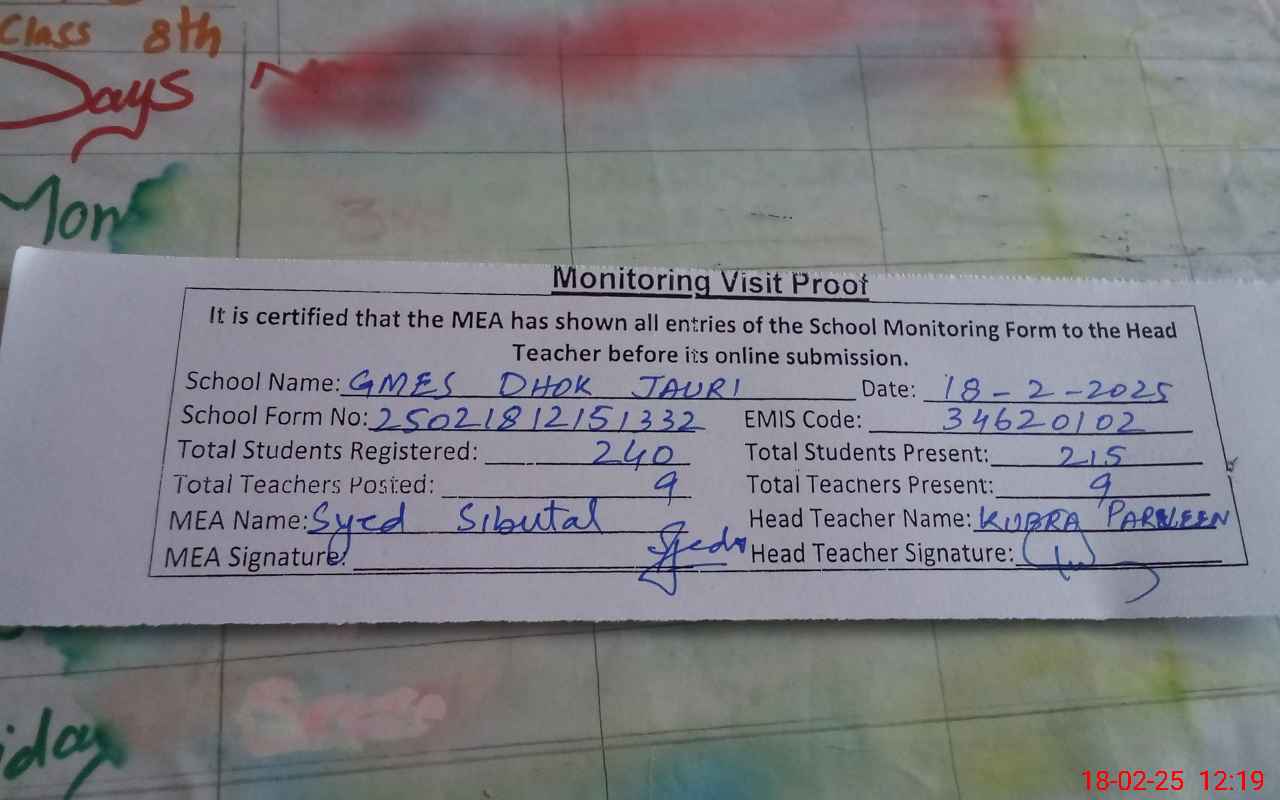 Class 8th
Days
Mon
Monitoring Visit Proof
It is certified that the MEA has shown all entries of the School Monitoring Form to the Head
Teacher before its online submission.
School Name: GMES DHOK JAURI Date: 18-2-2025
School Form No: 25021812151332 EMIS Code: 34620102
Total Students Registered: 240 Total Students Present: 215
Total Teachers Posted: 9 Total Teachers Present: 9
MEA Name: Syed Sibutal Head Teacher Name: KUBRA PARVEEN
MEA Signature: Syed Head Teacher Signature:
iday
18-02-25 12:19